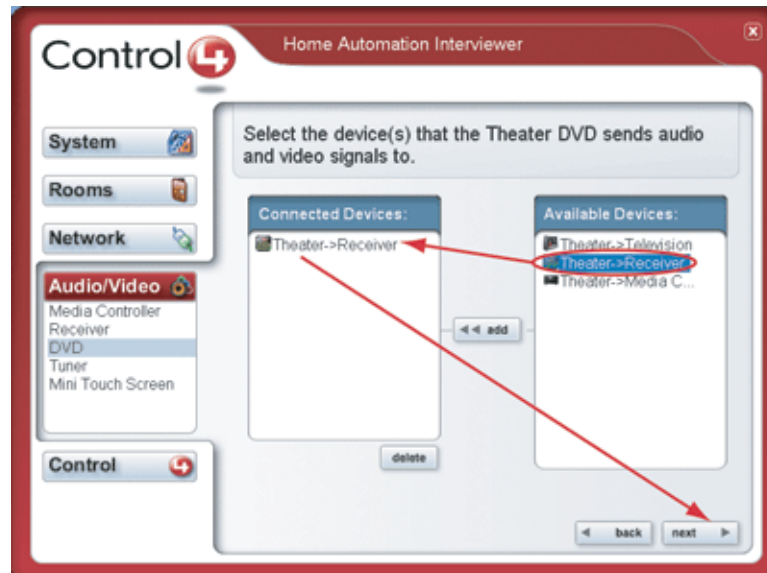 Control4
Home Automation Interviewer
System
Rooms
Network
Audio/Video
Media Controller
Receiver
DVD
Tuner
Mini Touch Screen
Control
Select the device(s) that the Theater DVD sends audio
and video signals to.
Connected Devices:
Theater->Receiver
add
delete
Available Devices:
Theater->Television
Theater->Receiver
Theater->Media C...
back
next